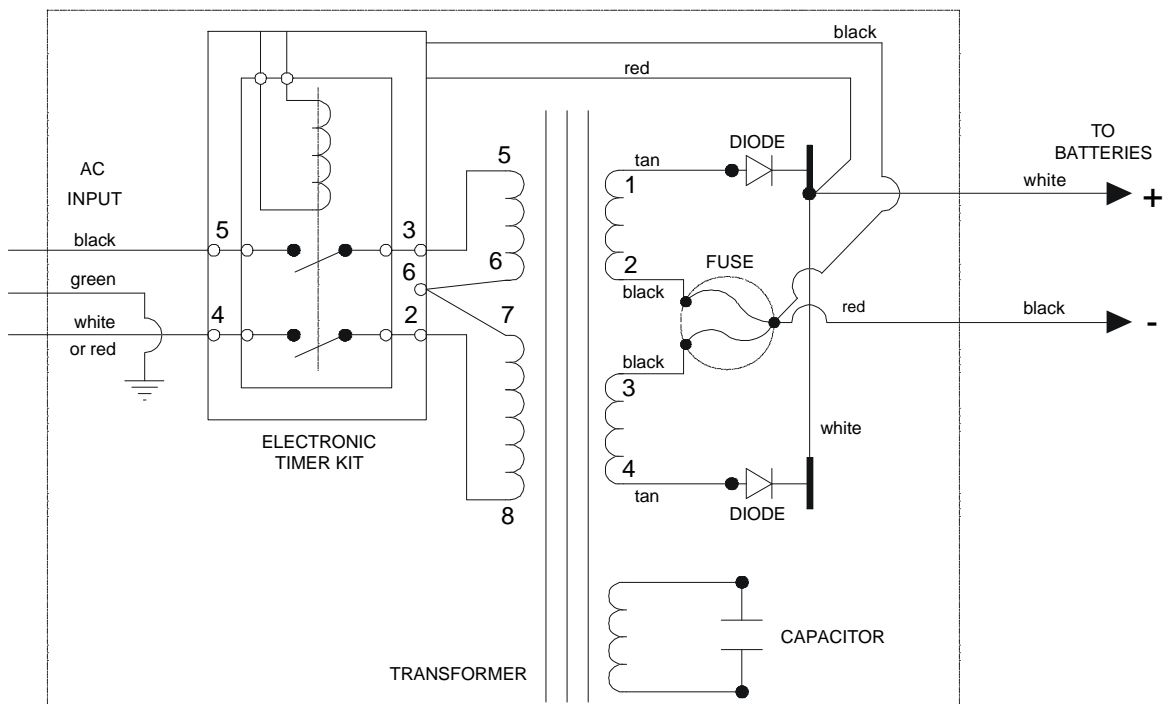 black
red
TO
BATTERIES
DIODE
tan
AC
INPUT
5
1
white
+
black
5
3
6
6
2
FUSE
green
black
white
or red
4
2
7
red
black
-
black
3
ELECTRONIC
TIMER KIT
white
4
tan
8
DIODE
CAPACITOR
TRANSFORMER